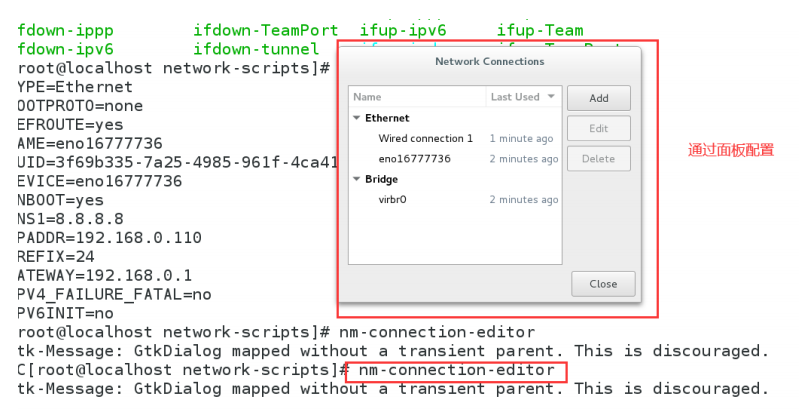 fdown-ippp ifdown-TeamPort ifup-ipv6 ifup-Team
fdown-ipv6 ifdown-tunnel
root@localhost network-scripts]#
YPE=Ethernet
OOTPROTO=none
EFROUTE=yes
AME=eno16777736
UID=3f69b335-7a25-4985-961f-4ca41
EVICE=eno16777736
NBOOT=yes
NS1=8.8.8.8
PADDR=192.168.0.110
REFIX=24
ATEWAY=192.168.0.1
PV4_FAILURE_FATAL=no
PV6INIT=no
root@localhost network-scripts]# nm-connection-editor
tk-Message: GtkDialog mapped without a transient parent. This is discouraged.
C[root@localhost network-scripts]# nm-connection-editor
tk-Message: GtkDialog mapped without a transient parent. This is discouraged.
Network Connections
Name Last Used
Ethernet
Wired connection 1 1 minute ago
eno16777736 2 minutes ago
Bridge
virbr0 2 minutes ago
Add
Edit
Delete
Close
通过面板配置